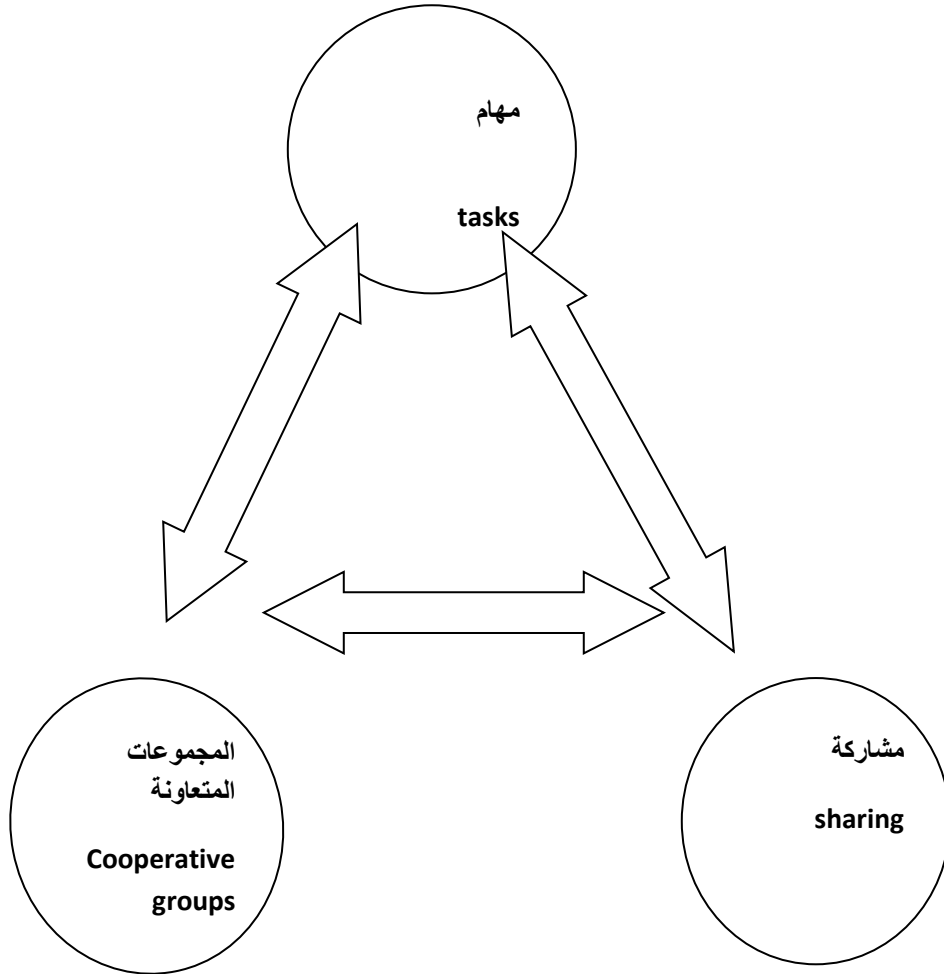 مهام
tasks
المجموعات
المتعاونة
Cooperative
groups
مشاركة
sharing